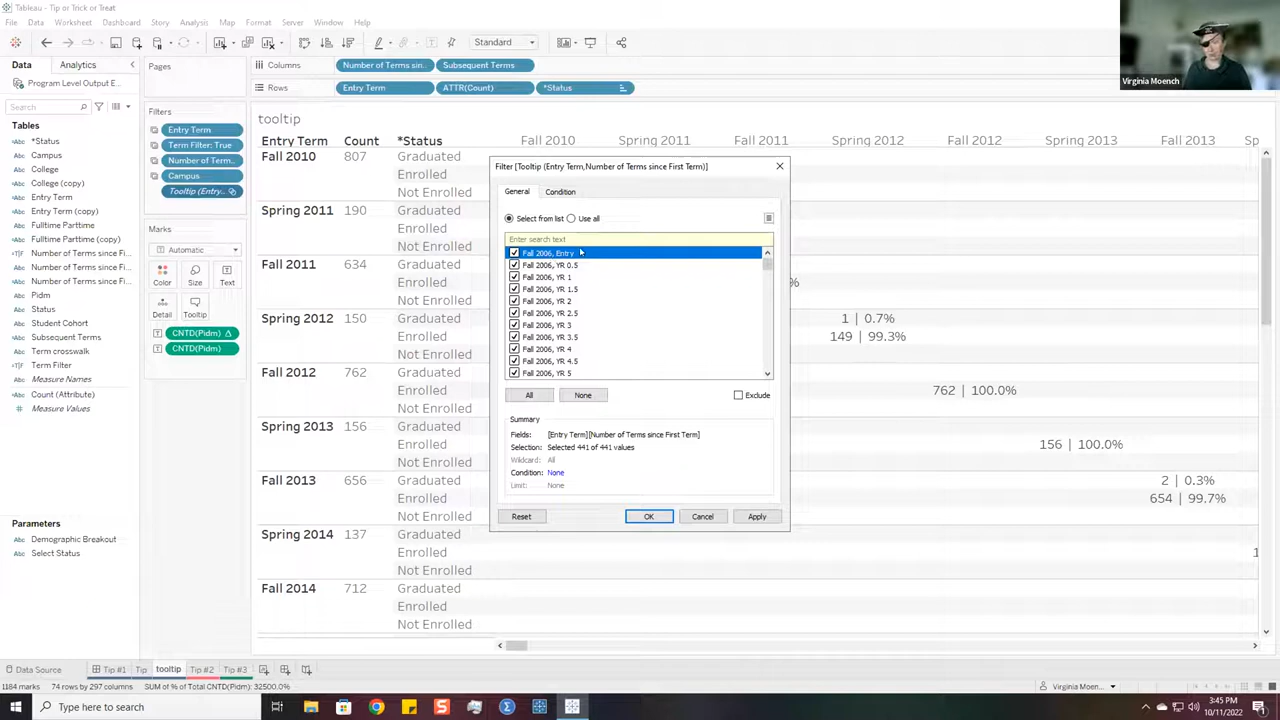 Tableau - Tip or Trick or Treat
File Data Worksheet Dashboard Story Analysis Map Format Server Window Help
Standard
Virginia Moench
Data Analytics
Program Level Output E...
Search
Tables
*Status
Campus
College
College (copy)
Entry Term
Entry Term (copy)
Fulltime Parttime
Fulltime Parttime (copy)
Number of Terms since Fi...
Number of Terms since F...
Number of Terms since F...
Pidm
Status
Student Cohort
Subsequent Terms
Term crosswalk
Term Filter
Measure Names
Count (Attribute)
Measure Values
Parameters
Demographic Breakout
Select Status
Pages
Filters
Entry Term
Term Filter: True
Number of Term..
Campus
Tooltip (Entry...
Marks
Automatic
Color Size Text
Detail Tooltip
CNTD(Pidm) Δ
CNTD(Pidm)
Columns Number of Terms sin.. Subsequent Terms
Rows Entry Term ATTR(Count) *Status
tooltip
Entry Term Count *Status Fall 2010 Spring 2011 Fall 2011 Spring 2012 Fall 2012 Spring 2013 Fall 2013 Sp
Fall 2010 807 Graduated
Enrolled
Not Enrolled
Spring 2011 190 Graduated
Enrolled
Not Enrolled
Fall 2011 634 Graduated
Enrolled %
Not Enrolled
Spring 2012 150 Graduated 1 | 0.7%
Enrolled 149 | 99.3%
Not Enrolled
Fall 2012 762 Graduated
Enrolled 762 | 100.0%
Not Enrolled
Spring 2013 156 Graduated
Enrolled 156 | 100.0%
Not Enrolled
Fall 2013 656 Graduated 2 | 0.3%
Enrolled 654 | 99.7%
Not Enrolled
Spring 2014 137 Graduated
Enrolled 1
Not Enrolled
Fall 2014 712 Graduated
Enrolled
Not Enrolled
Filter [Tooltip (Entry Term,Number of Terms since First Term)]
General Condition
Select from list Use all
Enter search text
Fall 2006, Entry
Fall 2006, YR 0.5
Fall 2006, YR 1
Fall 2006, YR 1.5
Fall 2006, YR 2
Fall 2006, YR 2.5
Fall 2006, YR 3
Fall 2006, YR 3.5
Fall 2006, YR 4
Fall 2006, YR 4.5
Fall 2006, YR 5
All None Exclude
Summary
Fields: [Entry Term][Number of Terms since First Term]
Selection: Selected 441 of 441 values
Wildcard: All
Condition: None
Limit: None
Reset OK Cancel Apply
Data Source Tip #1 Tip tooltip Tip #2 Tip #3
1184 marks 74 rows by 297 columns SUM of % of Total CNTD(Pidm): 32500.0% Virginia Moench
Type here to search
3:45 PM
10/11/2022